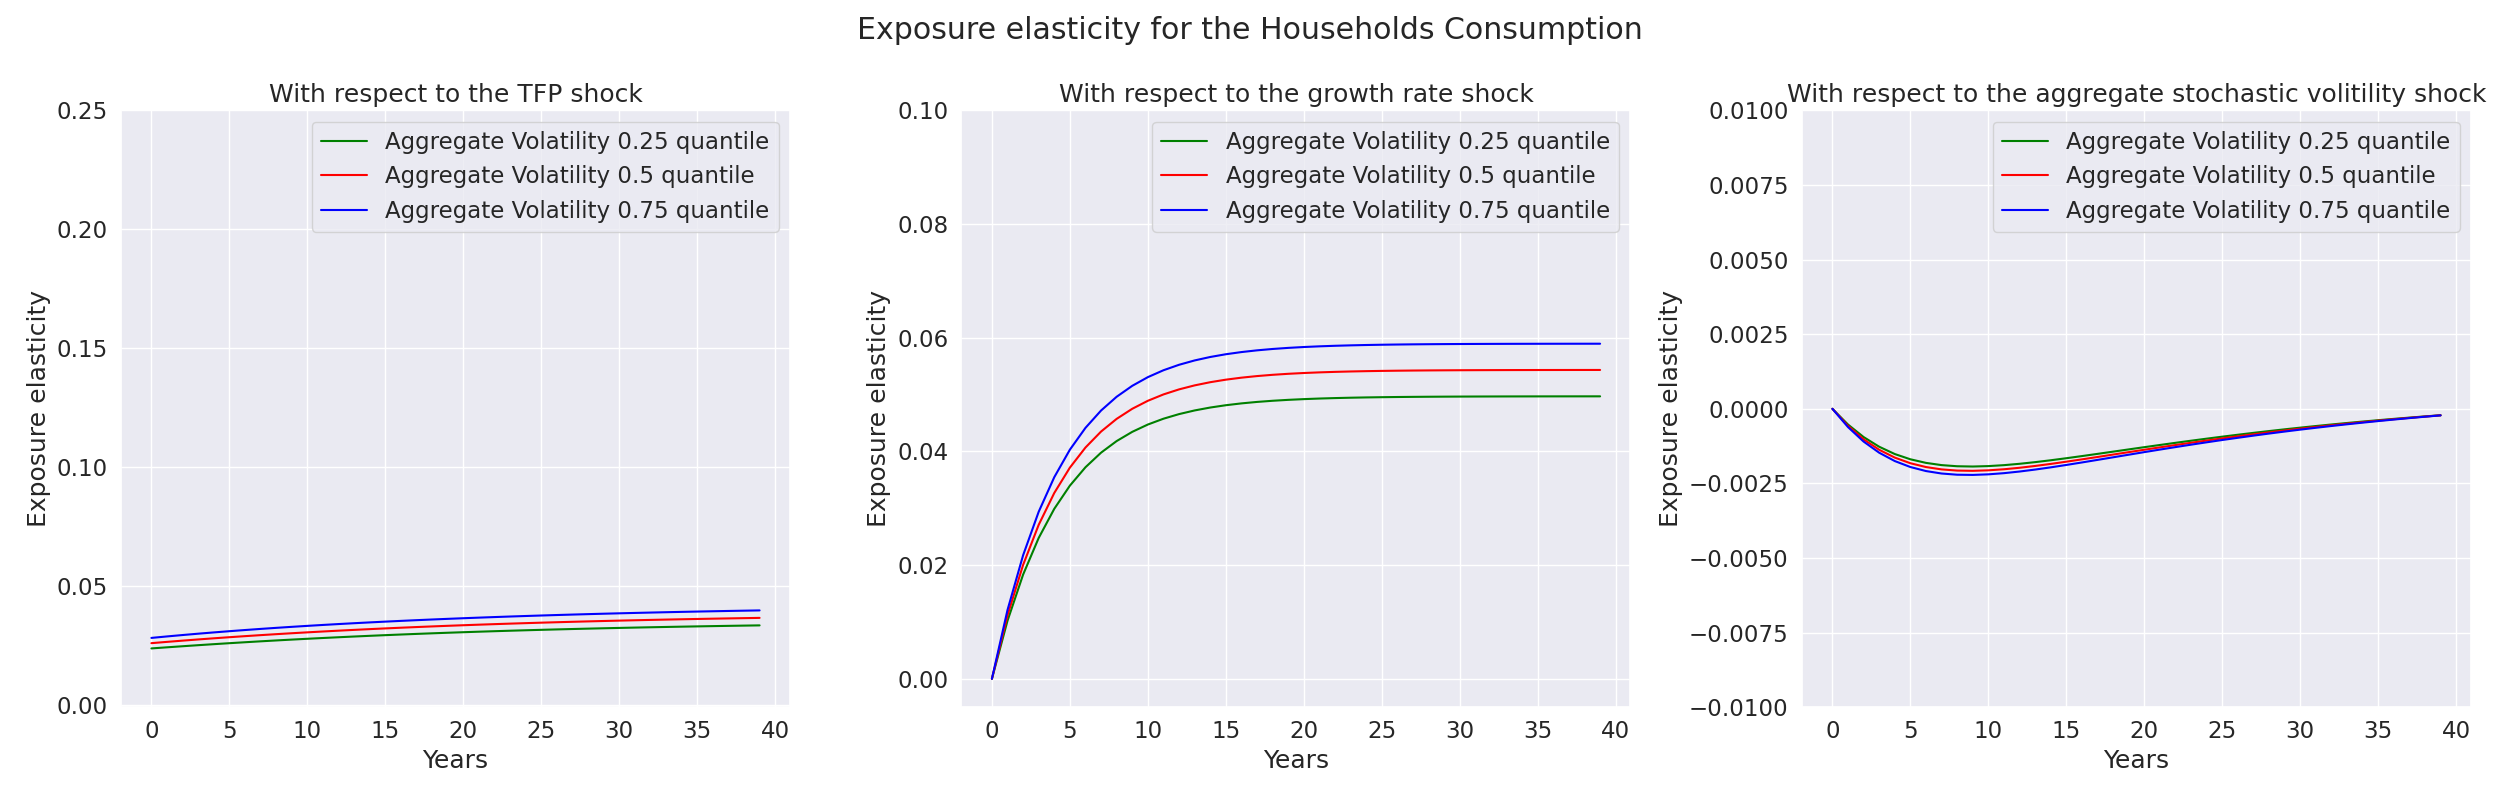 Exposure elasticity for the Households Consumption
With respect to the TFP shock
0.25
0.20
0.15
0.10
0.05
0.00
Exposure elasticity
Aggregate Volatility 0.25 quantile
Aggregate Volatility 0.5 quantile
Aggregate Volatility 0.75 quantile
0 5 10 15 20 25 30 35 40
Years
With respect to the growth rate shock
0.10
0.08
0.06
0.04
0.02
0.00
Exposure elasticity
Aggregate Volatility 0.25 quantile
Aggregate Volatility 0.5 quantile
Aggregate Volatility 0.75 quantile
0 5 10 15 20 25 30 35 40
Years
With respect to the aggregate stochastic volitility shock
0.0100
0.0075
0.0050
0.0025
0.0000
−0.0025
−0.0050
−0.0075
−0.0100
Exposure elasticity
Aggregate Volatility 0.25 quantile
Aggregate Volatility 0.5 quantile
Aggregate Volatility 0.75 quantile
0 5 10 15 20 25 30 35 40
Years